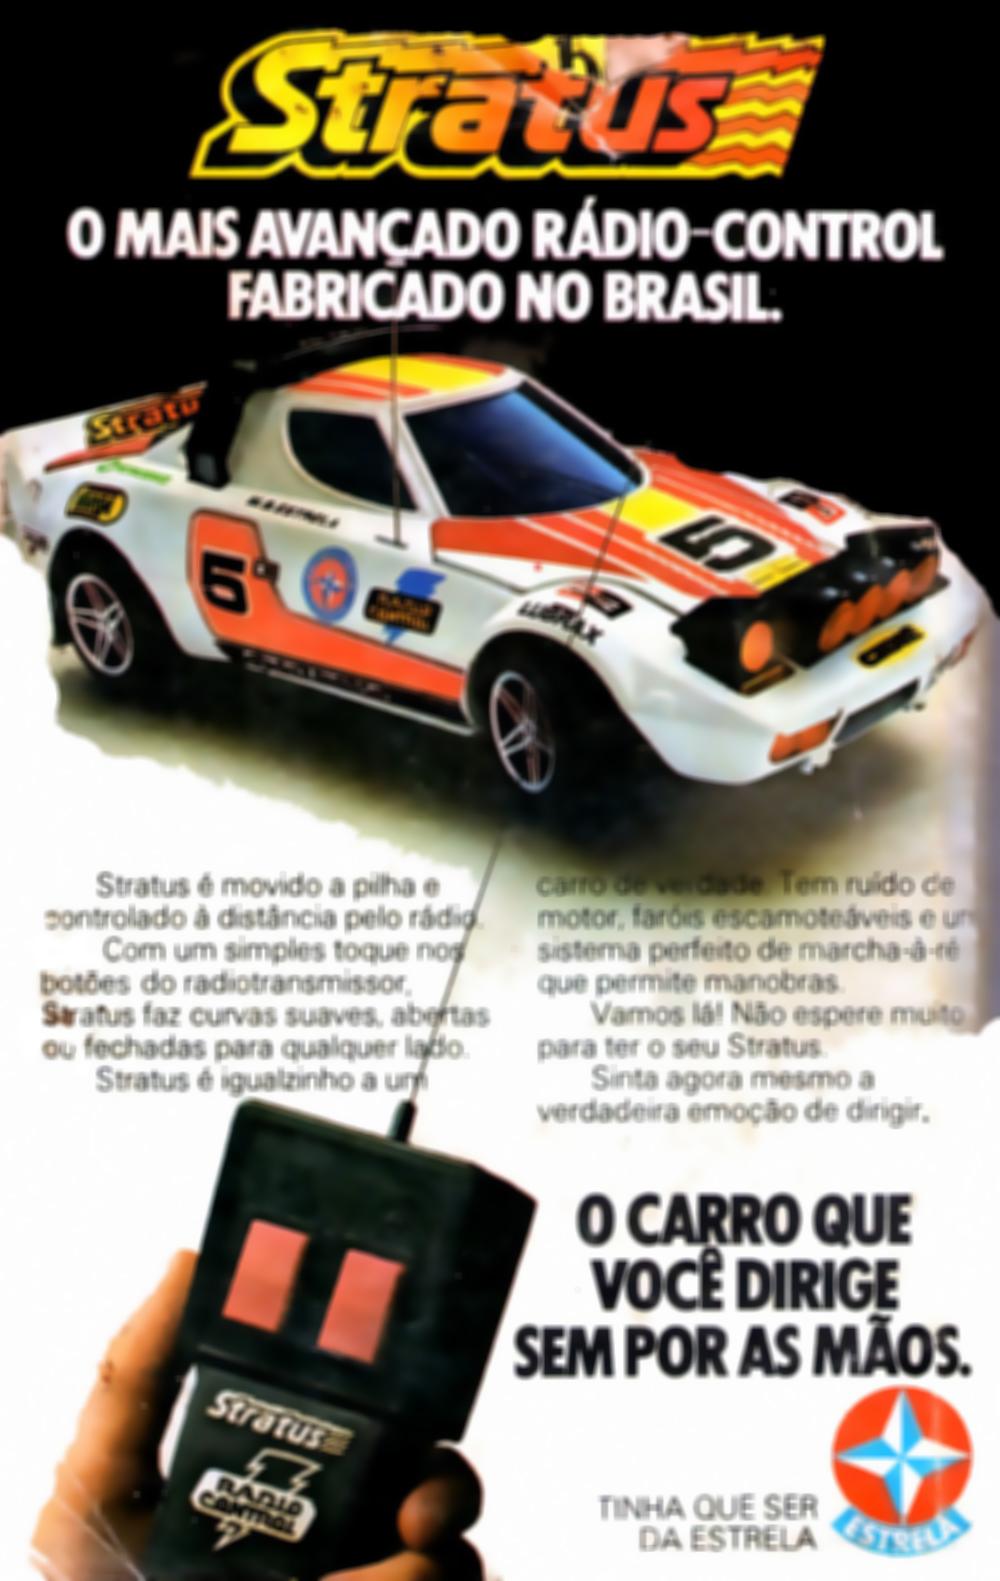 Stratus
O MAIS AVANÇADO RÁDIO-CONTROL
FABRICADO NO BRASIL.
Stratus
5
RADIO
CONTROL
5
LUBRAX
Stratus é movido a pilha e
controlado à distância pelo rádio.
Com um simples toque nos
botões do radiotransmissor,
Stratus faz curvas suaves, abertas
ou fechadas para qualquer lado.
Stratus é igualzinho a um
carro de verdade. Tem ruído de
motor, faróis escamoteáveis e um
sistema perfeito de marcha-à-ré
que permite manobras.
Vamos lá! Não espere muito
para ter o seu Stratus.
Sinta agora mesmo a
verdadeira emoção de dirigir.
O CARRO QUE
VOCÊ DIRIGE
SEM POR AS MÃOS.
Stratus
RADIO
CONTROL
TINHA QUE SER
DA ESTRELA
ESTRELA